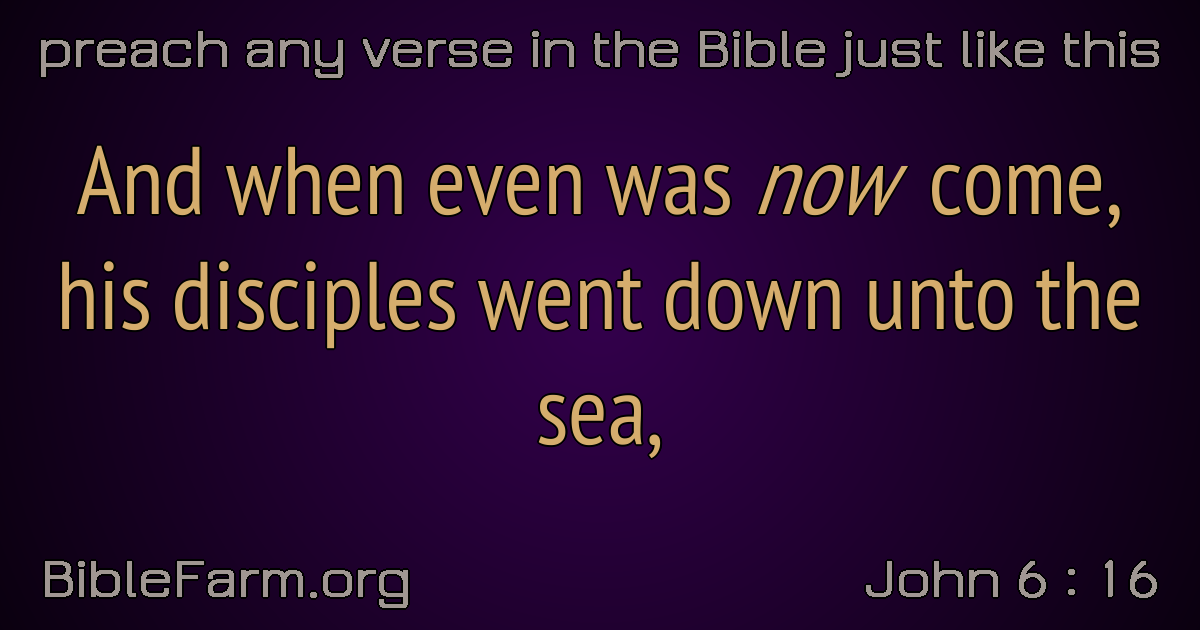 preach any verse in the Bible just like this
And when even was now come,
his disciples went down unto the
sea,
BibleFarm.org
John 6 : 16